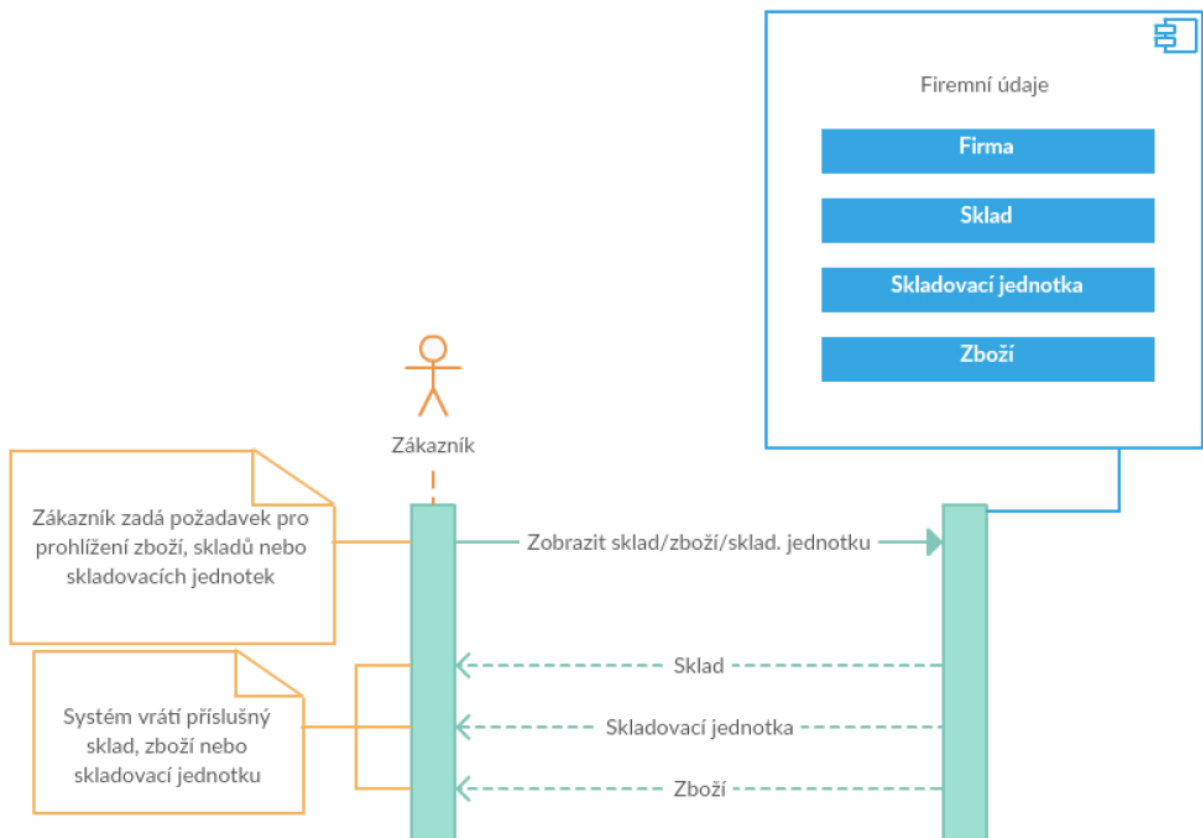 Firemní údaje
Firma
Sklad
Skladovací jednotka
Zboží
Zákazník
Zákazník zadá požadavek pro
prohlížení zboží, skladů nebo
skladovacích jednotek
Zobrazit sklad/zboží/sklad. jednotku
Sklad
Systém vrátí příslušný
sklad, zboží nebo
skladovací jednotku
Skladovací jednotka
Zboží